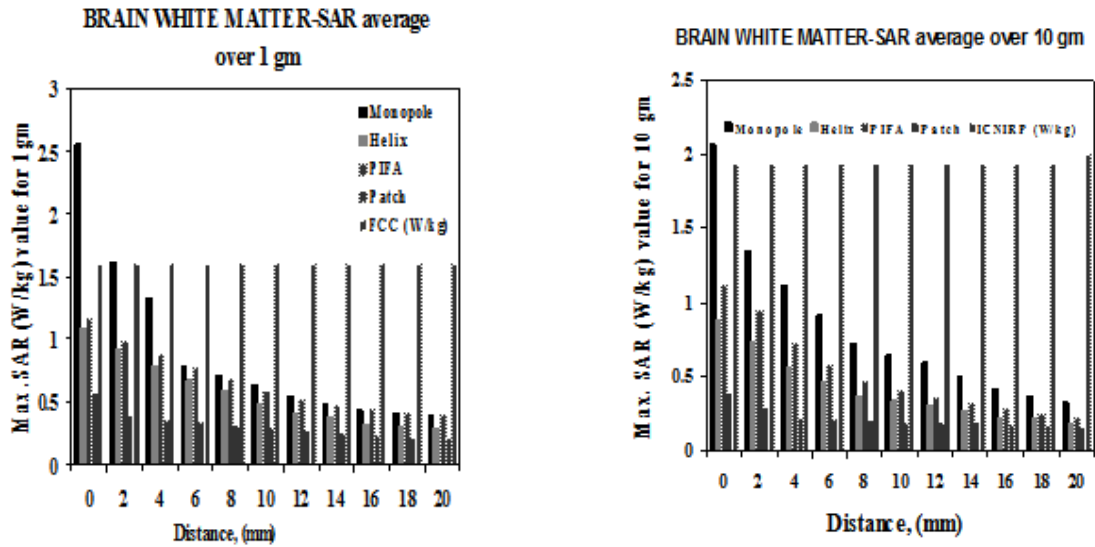 BRAIN WHITE MATTER-SAR average
over 1 gm
Max. SAR (W/kg) value for 1 gm
3
2.5
2
1.5
1
0.5
0
Monopole
Helix
PIFA
Patch
FCC (W/kg)
0 2 4 6 8 10 12 14 16 18 20
Distance, (mm)
BRAIN WHITE MATTER-SAR average over 10 gm
Max. SAR (W/kg) value for 10 gm
2.5
2
1.5
1
0.5
0
Monopole Helix PIFA Patch ICNIRP (W/kg)
0 2 4 6 8 10 12 14 16 18 20
Distance, (mm)